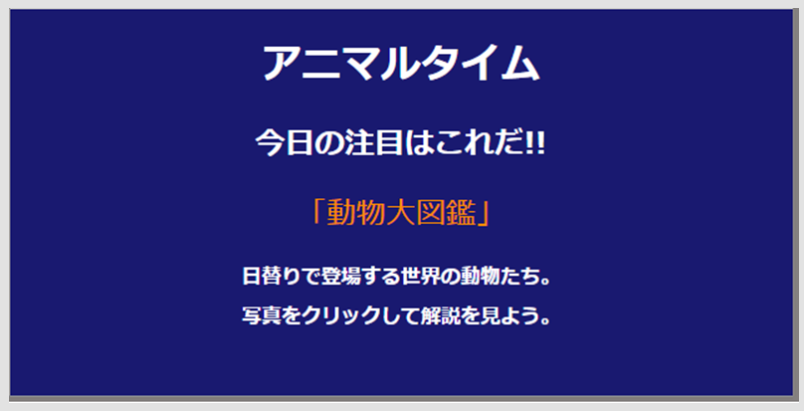 アニマルタイム
今日の注目はこれだ!!
「動物大図鑑」
日替りで登場する世界の動物たち。
写真をクリックして解説を見よう。